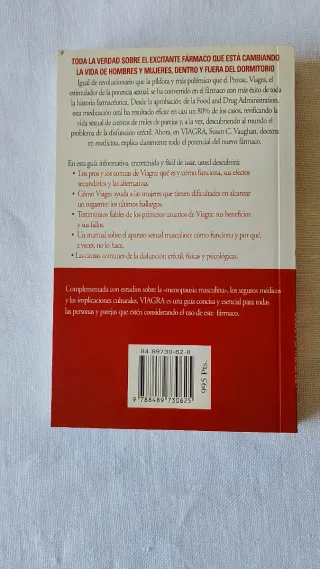 TODA LA VERDAD SOBRE EL EXCITANTE FÁRMACO QUE ESTÁ CAMBIANDO
LA VIDA DE HOMBRES Y MUJERES, DENTRO Y FUERA DEL DORMITORIO
Igual de revolucionario que la píldora y más polémico que el Prozac, Viagra, el
estimulador de la potencia sexual, se ha convertido en el fármaco con más éxito de toda
la historia farmacéutica. Desde la aprobación de la Food and Drug Administration,
esta medicación oral ha resultado eficaz en casi un 80% de los casos, revitificando la
vida sexual de cientos de miles de parejas y, a la vez, descubriendo al mundo el
problema de la disfunción eréctil. Ahora, en VIAGRA, Susan C. Vaughan, doctora
en medicina, explica claramente todo el potencial del nuevo fármaco.
En esta guía informativa, entretenida y fácil de usar, usted descubrirá:
• Los pros y los contras de Viagra: qué es y cómo funciona, sus efectos
secundarios y las alternativas.
• Cómo Viagra ayuda a las mujeres que tienen dificultades en alcanzar
un orgasmo: los últimos hallazgos.
• Testimonios fiables de los primeros usuarios de Viagra: sus beneficios
y sus fallos.
• Un manual sobre el aparato sexual masculino: cómo funciona y por qué,
a veces, no lo hace.
• Las causas comunes de la disfunción eréctil, físicas y psicológicas.
Complementada con estudios sobre la «menopausia masculina», los seguros médicos
y las implicaciones culturales, VIAGRA es una guía concisa y esencial para todas
las personas y parejas que estén considerando el uso de este fármaco.
84-89730-62-8
9 788489 730625
995 Pts.